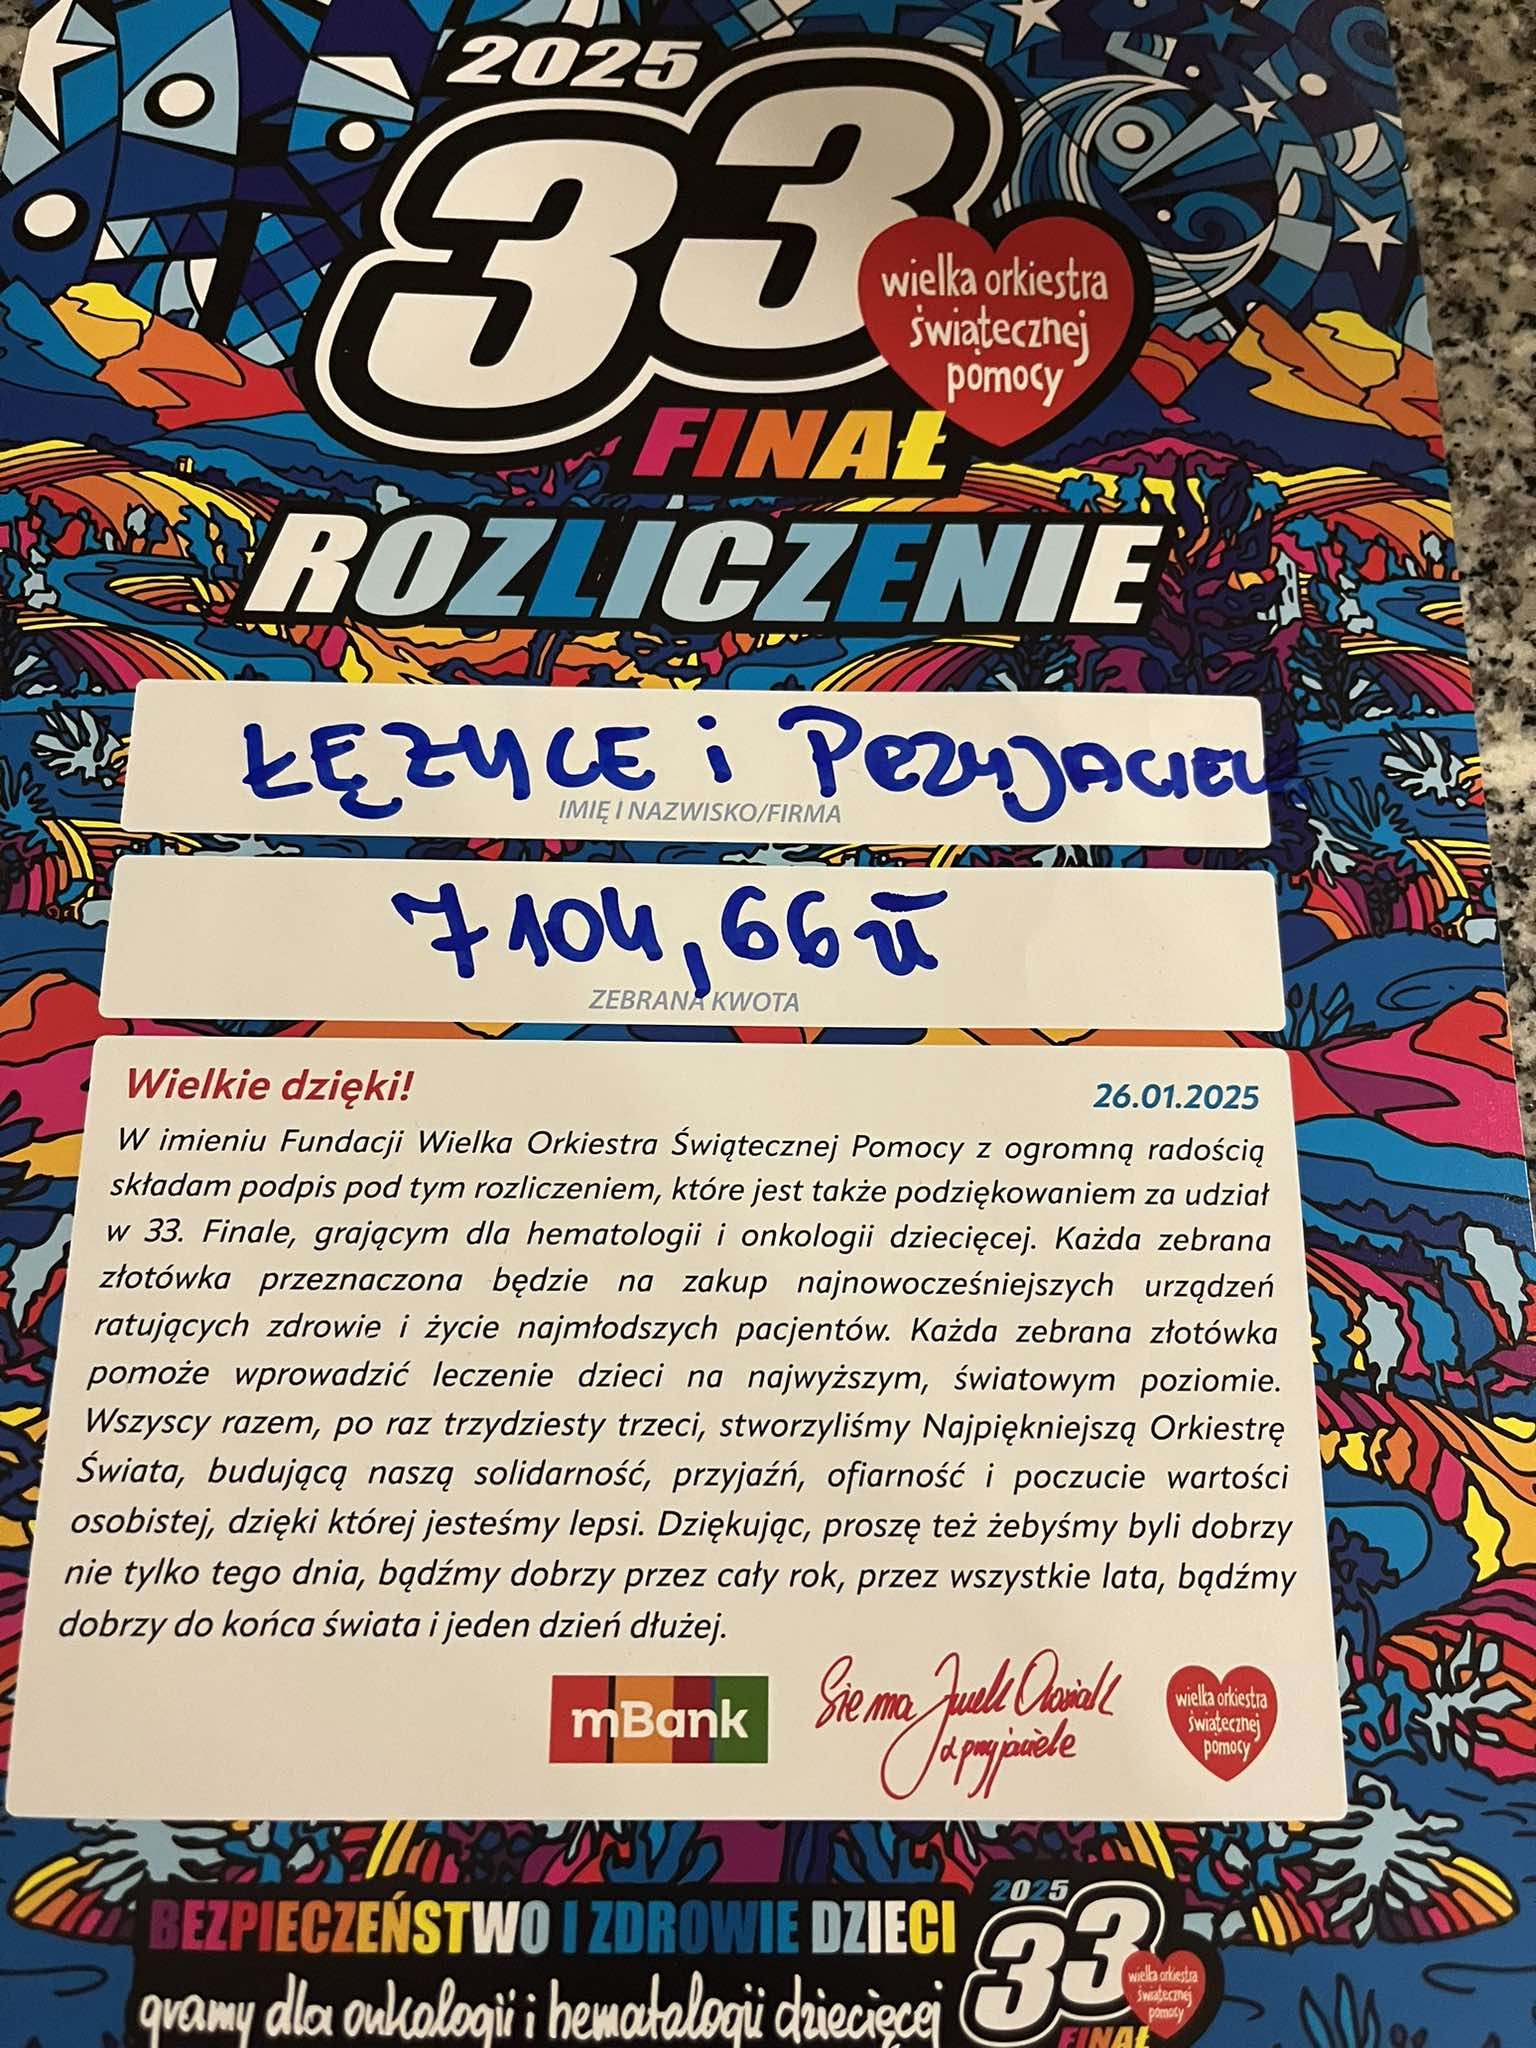 2025
33
wielka orkiestra
świątecznej
pomocy
FINAŁ
ROZLICZENIE
ŁĘŻYCE i PRZYJACIELE
IMIĘ I NAZWISKO/FIRMA
7104,66 zł
ZEBRANA KWOTA
Wielkie dzięki!
26.01.2025
W imieniu Fundacji Wielka Orkiestra Świątecznej Pomocy z ogromną radością
składam podpis pod tym rozliczeniem, które jest także podziękowaniem za udział
w 33. Finale, grającym dla hematologii i onkologii dziecięcej. Każda zebrana
złotówka przeznaczona będzie na zakup najnowocześniejszych urządzeń
ratujących zdrowie i życie najmłodszych pacjentów. Każda zebrana złotówka
pomoże wprowadzić leczenie dzieci na najwyższym, światowym poziomie.
Wszyscy razem, po raz trzydziesty trzeci, stworzyliśmy Najpiękniejszą Orkiestrę
Świata, budującą naszą solidarność, przyjaźń, ofiarność i poczucie wartości
osobistej, dzięki której jesteśmy lepsi. Dziękując, proszę też żebyśmy byli dobrzy
nie tylko tego dnia, bądźmy dobrzy przez cały rok, przez wszystkie lata, bądźmy
dobrzy do końca świata i jeden dzień dłużej.
mBank
Sie ma Jurek Owsiak
& przyjaciele
wielka orkiestra
świątecznej
pomocy
BEZPIECZEŃSTWO I ZDROWIE DZIECI
gramy dla onkologii i hematologii dziecięcej
2025
33
wielka orkiestra
świątecznej
pomocy
FINAŁ